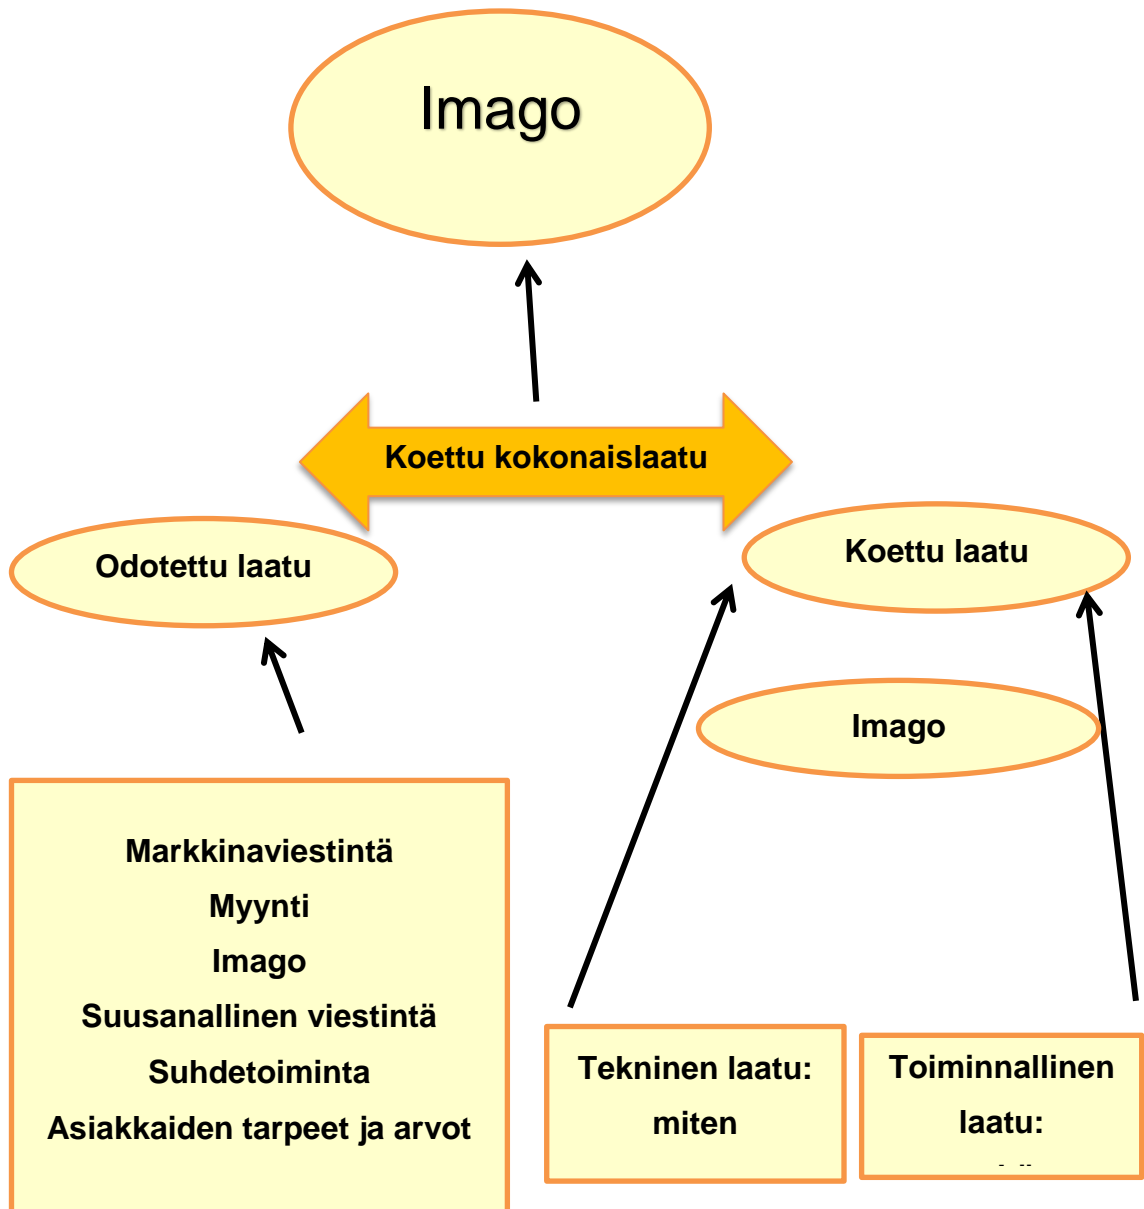 Imago
Koettu kokonaislaatu
Odotettu laatu
Koettu laatu
Imago
Markkinaviestintä
Myynti
Imago
Suusanallinen viestintä
Suhdetoiminta
Asiakkaiden tarpeet ja arvot
Tekninen laatu:
miten
Toiminnallinen
laatu: